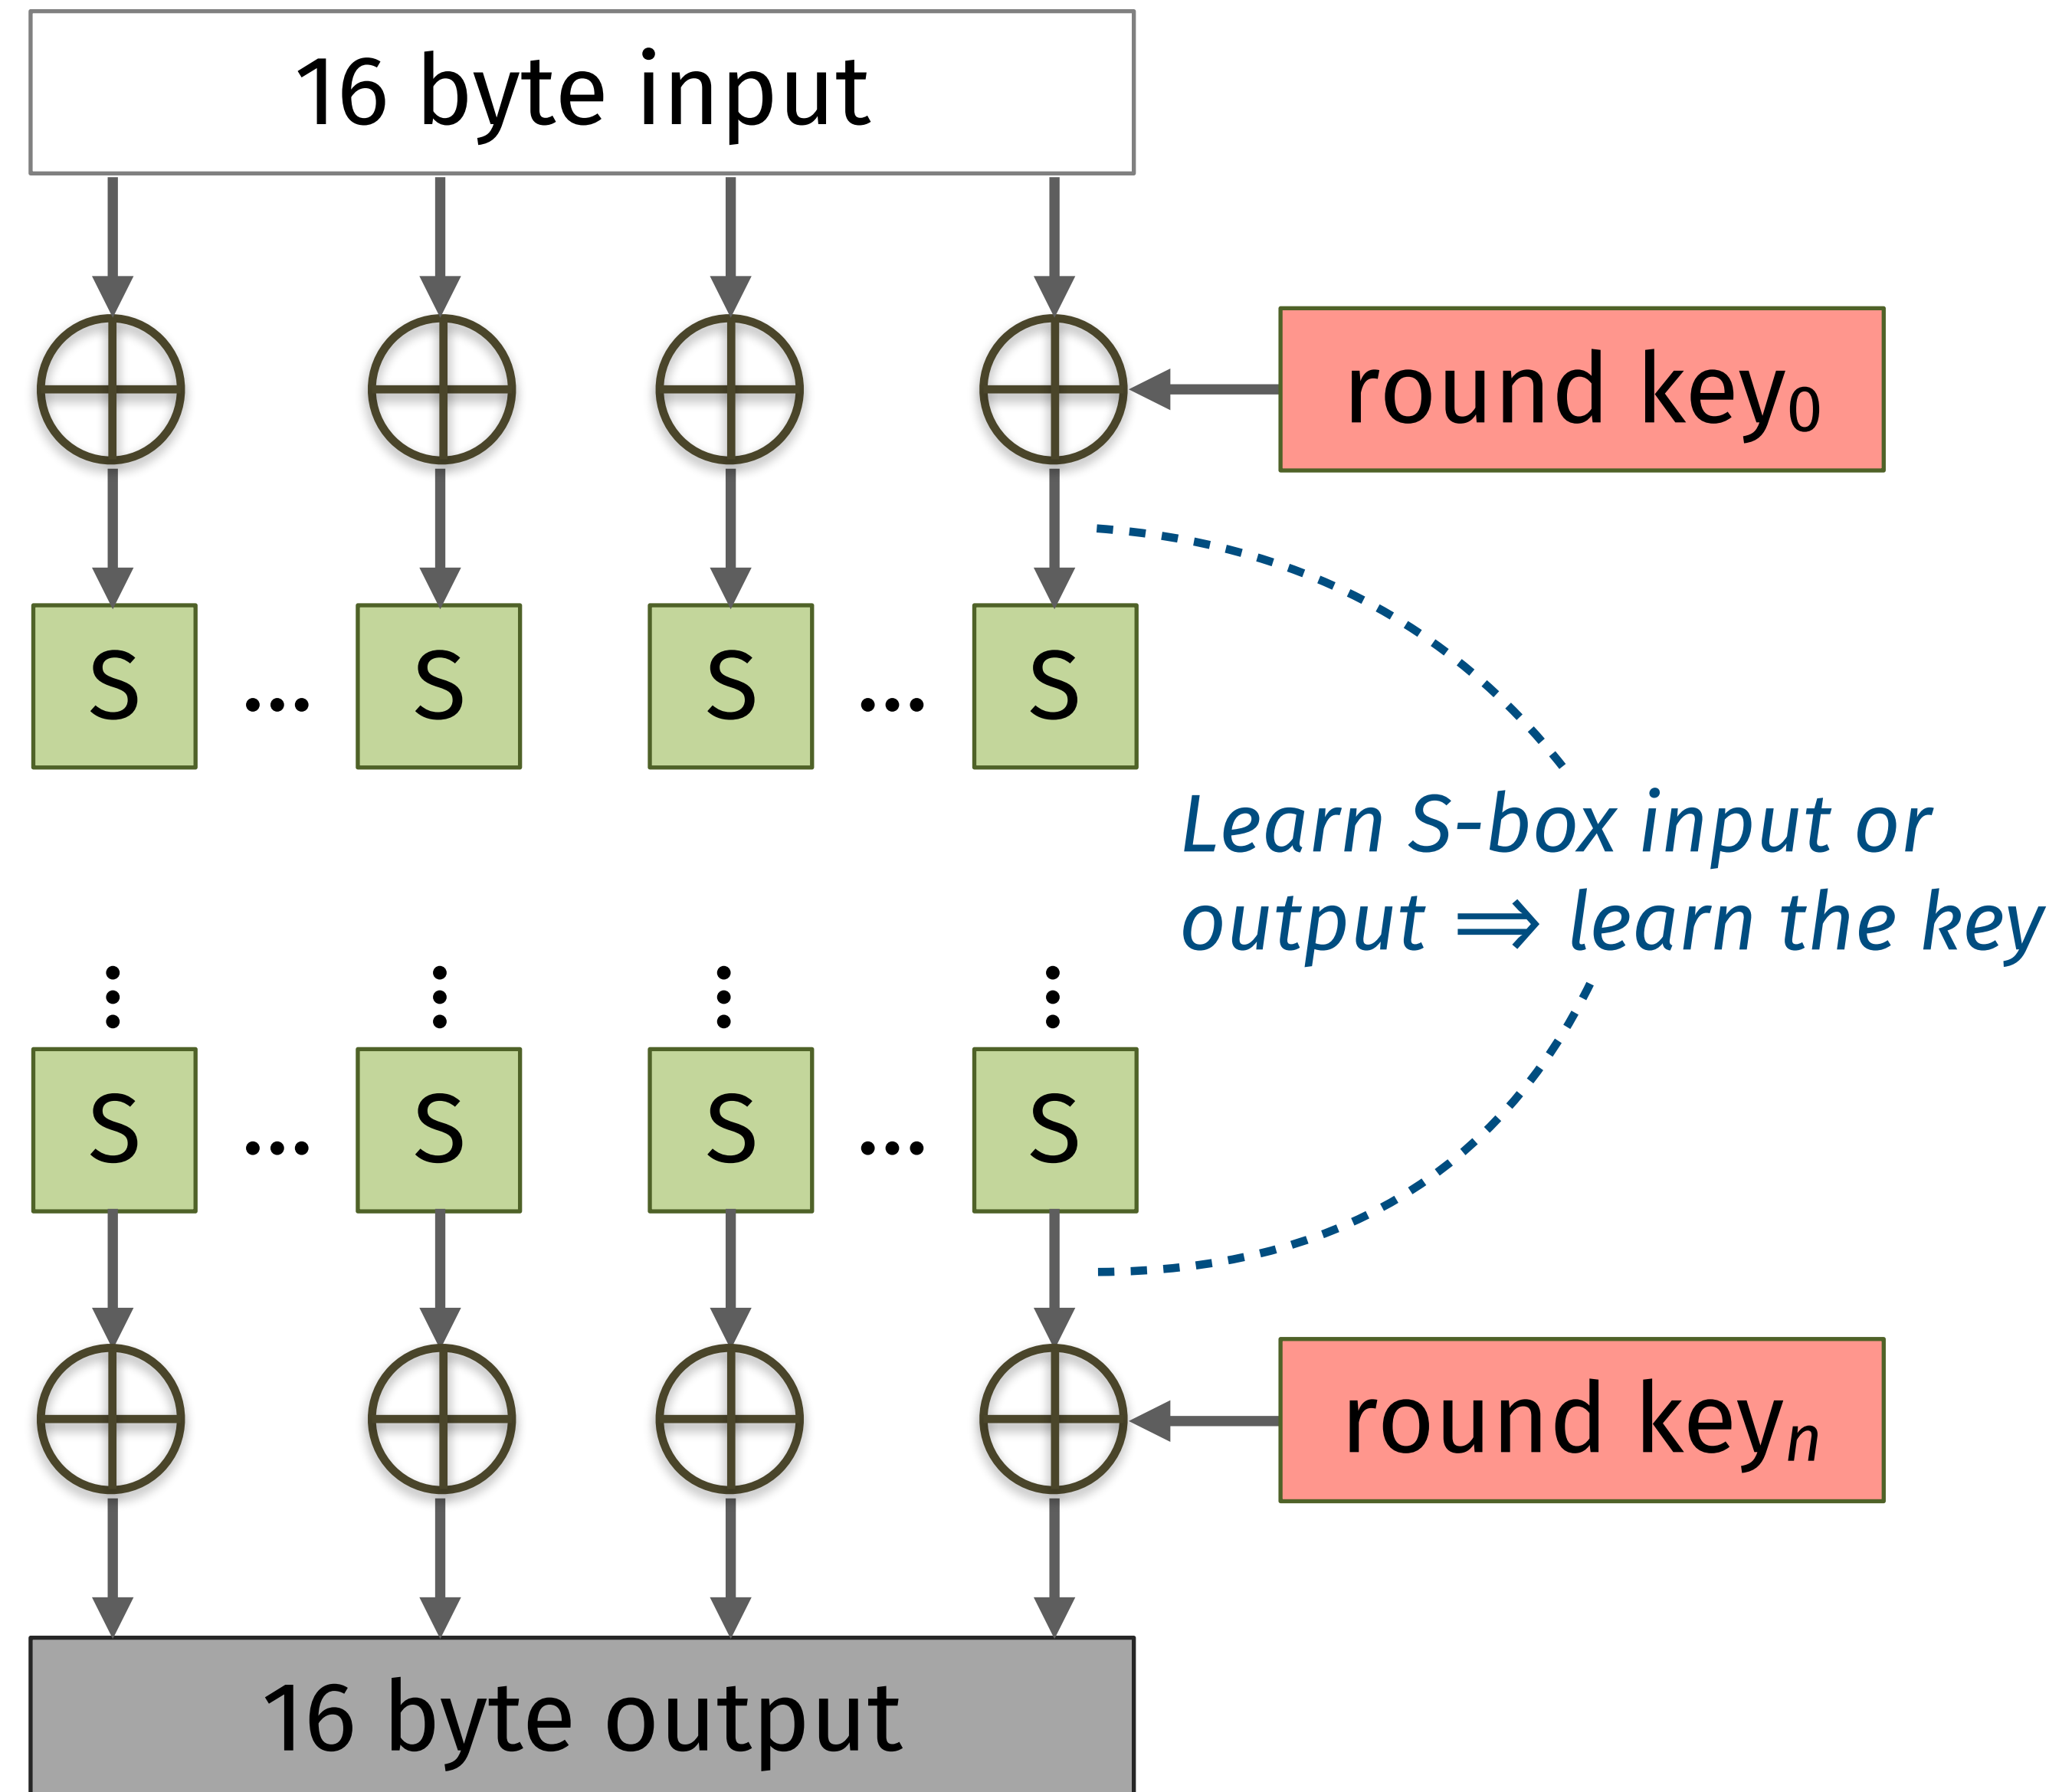 16 byte input
round key₀
S ... S S ... S
Learn S-box input or
output ⇒ learn the key
⋮ ⋮ ⋮ ⋮
S ... S S ... S
round keyₙ
16 byte output